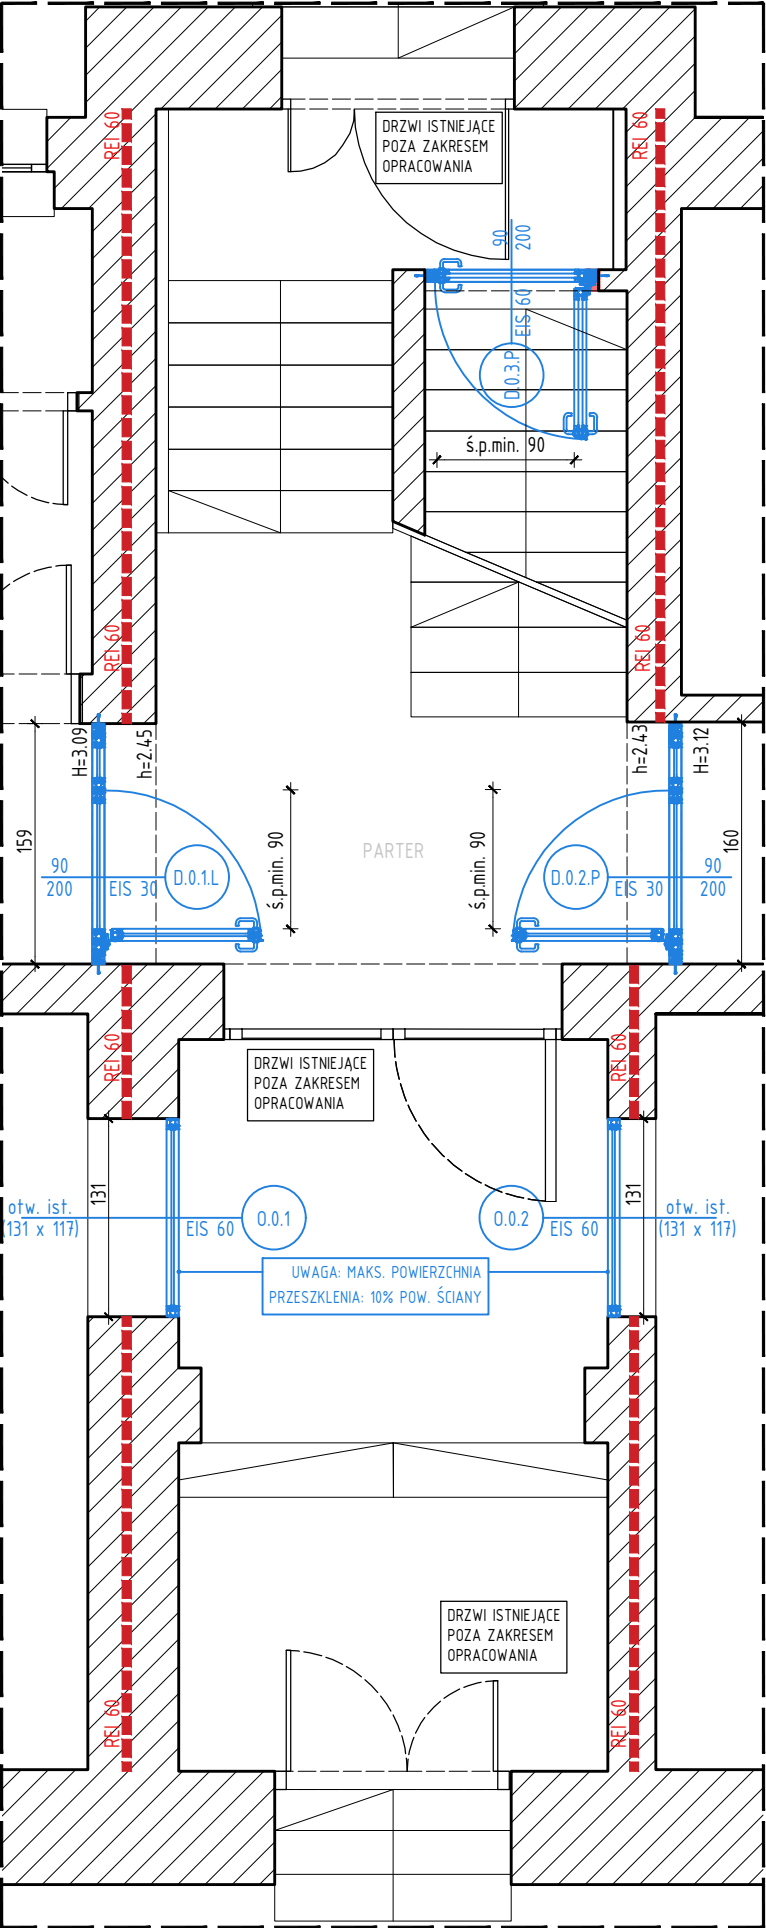 DRZWI ISTNIEJĄCE
POZA ZAKRESEM
OPRACOWANIA
REI 60
REI 60
90
200
EIS 60
D.0.3.P
ś.p.min. 90
REI 60
REI 60
H=3.09
h=2.45
h=2.43
H=3.12
159
ś.p.min. 90
PARTER
ś.p.min. 90
160
90
200
EIS 30
D.0.1.L
D.0.2.P
EIS 30
90
200
REI 60
DRZWI ISTNIEJĄCE
POZA ZAKRESEM
OPRACOWANIA
REI 60
131
131
otw. ist.
(131 x 117)
EIS 60
O.0.1
O.0.2
EIS 60
otw. ist.
(131 x 117)
UWAGA: MAKS. POWIERZCHNIA
PRZESZKLENIA: 10% POW. ŚCIANY
DRZWI ISTNIEJĄCE
POZA ZAKRESEM
OPRACOWANIA
REI 60
REI 60